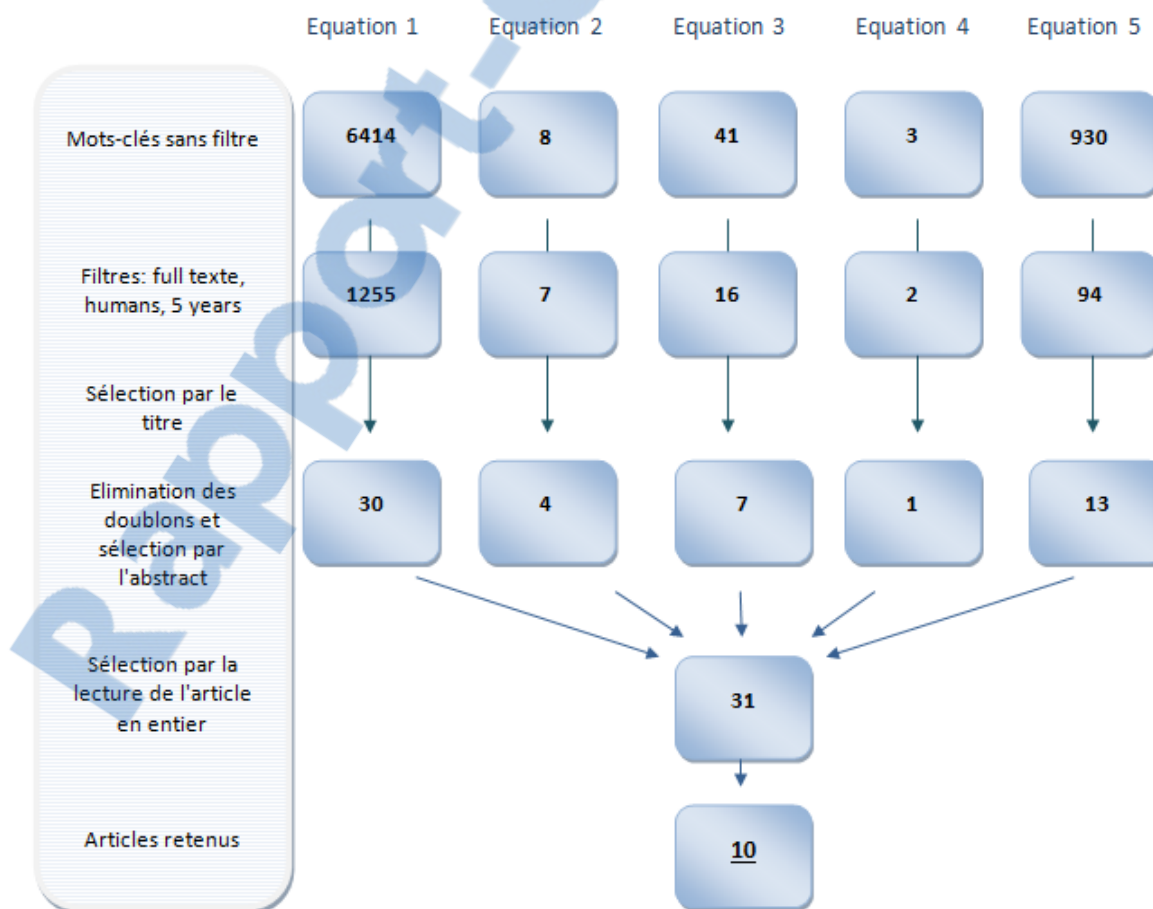 Equation 1 Equation 2 Equation 3 Equation 4 Equation 5
Mots-clés sans filtre
6414 8 41 3 930
Filtres: full texte,
humans, 5 years
1255 7 16 2 94
Sélection par le
titre
Elimination des
doublons et
sélection par
l'abstract
30 4 7 1 13
Sélection par la
lecture de l'article
en entier
31
Articles retenus
10
Rapport-